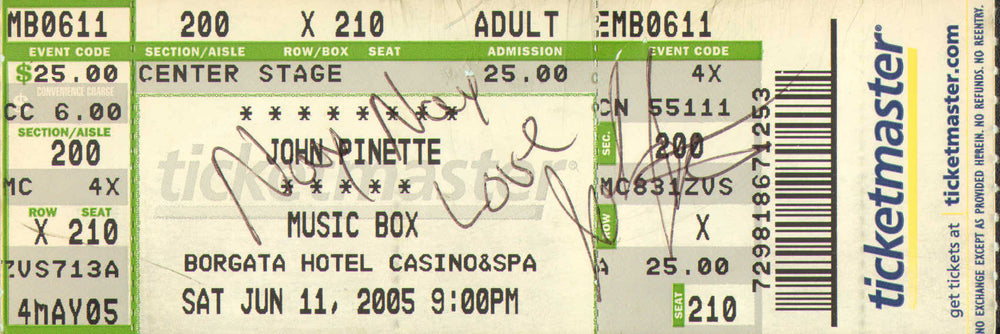 MB0611 200 X 210 ADULT EMB0611
EVENT CODE SECTION/AISLE ROW/BOX SEAT ADMISSION EVENT CODE
$25.00 CENTER STAGE 25.00 4X
CONVENIENCE CHARGE
CC 6.00 * * * * * * * * CN 55111
SECTION/AISLE
200 JOHN PINETTE SEC. 200
ticketmaster
MC 4X * * * * * MC831ZVS
ROW SEAT
X 210 MUSIC BOX ROW X
ZVS713A BORGATA HOTEL CASINO&SPA A 25.00
4MAY05 SAT JUN 11, 2005 9:00PM SEAT 210
Nay Nay
Love
7298186671253
ticketmaster
get tickets at ticketmaster.com
NO EXCHANGE EXCEPT AS PROVIDED HEREIN. NO REFUNDS. NO REENTRY.